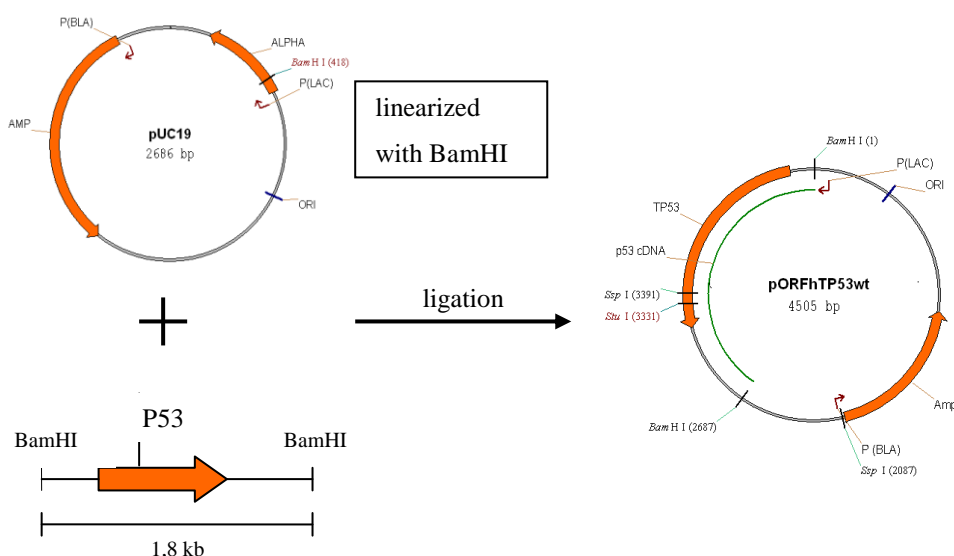 P(BLA)
ALPHA
BamH I (418)
P(LAC)
AMP
pUC19
2686 bp
ORI
linearized
with BamHI
BamH I (1)
P(LAC)
ORI
TP53
p53 cDNA
pORFhTP53wt
4505 bp
Ssp I (3391)
Stu I (3331)
ligation
Amp
BamH I (2687)
P (BLA)
Ssp I (2087)
P53
BamHI
BamHI
1.8 kb